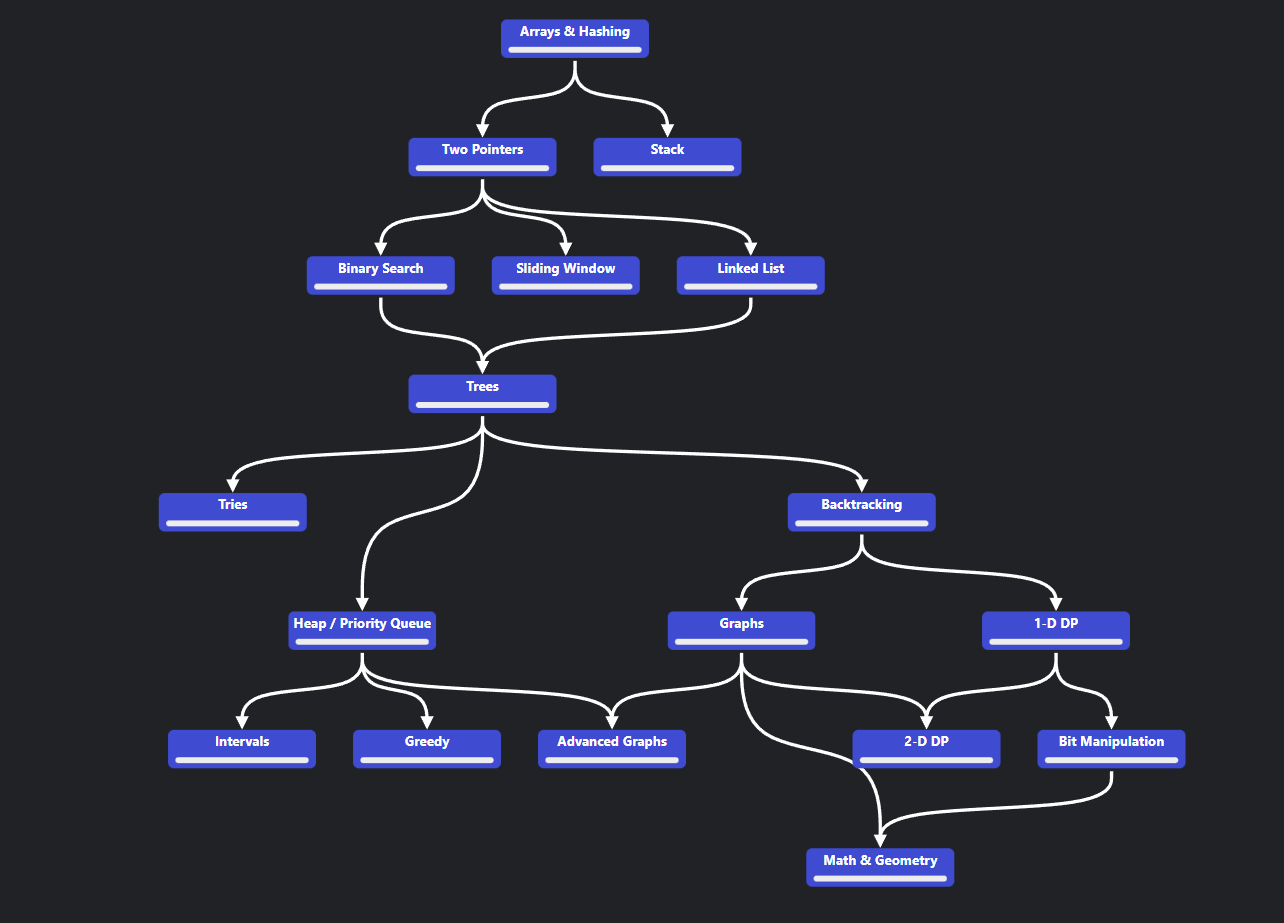 Arrays & Hashing
Two Pointers
Stack
Binary Search
Sliding Window
Linked List
Trees
Tries
Backtracking
Heap / Priority Queue
Graphs
1-D DP
Intervals
Greedy
Advanced Graphs
2-D DP
Bit Manipulation
Math & Geometry